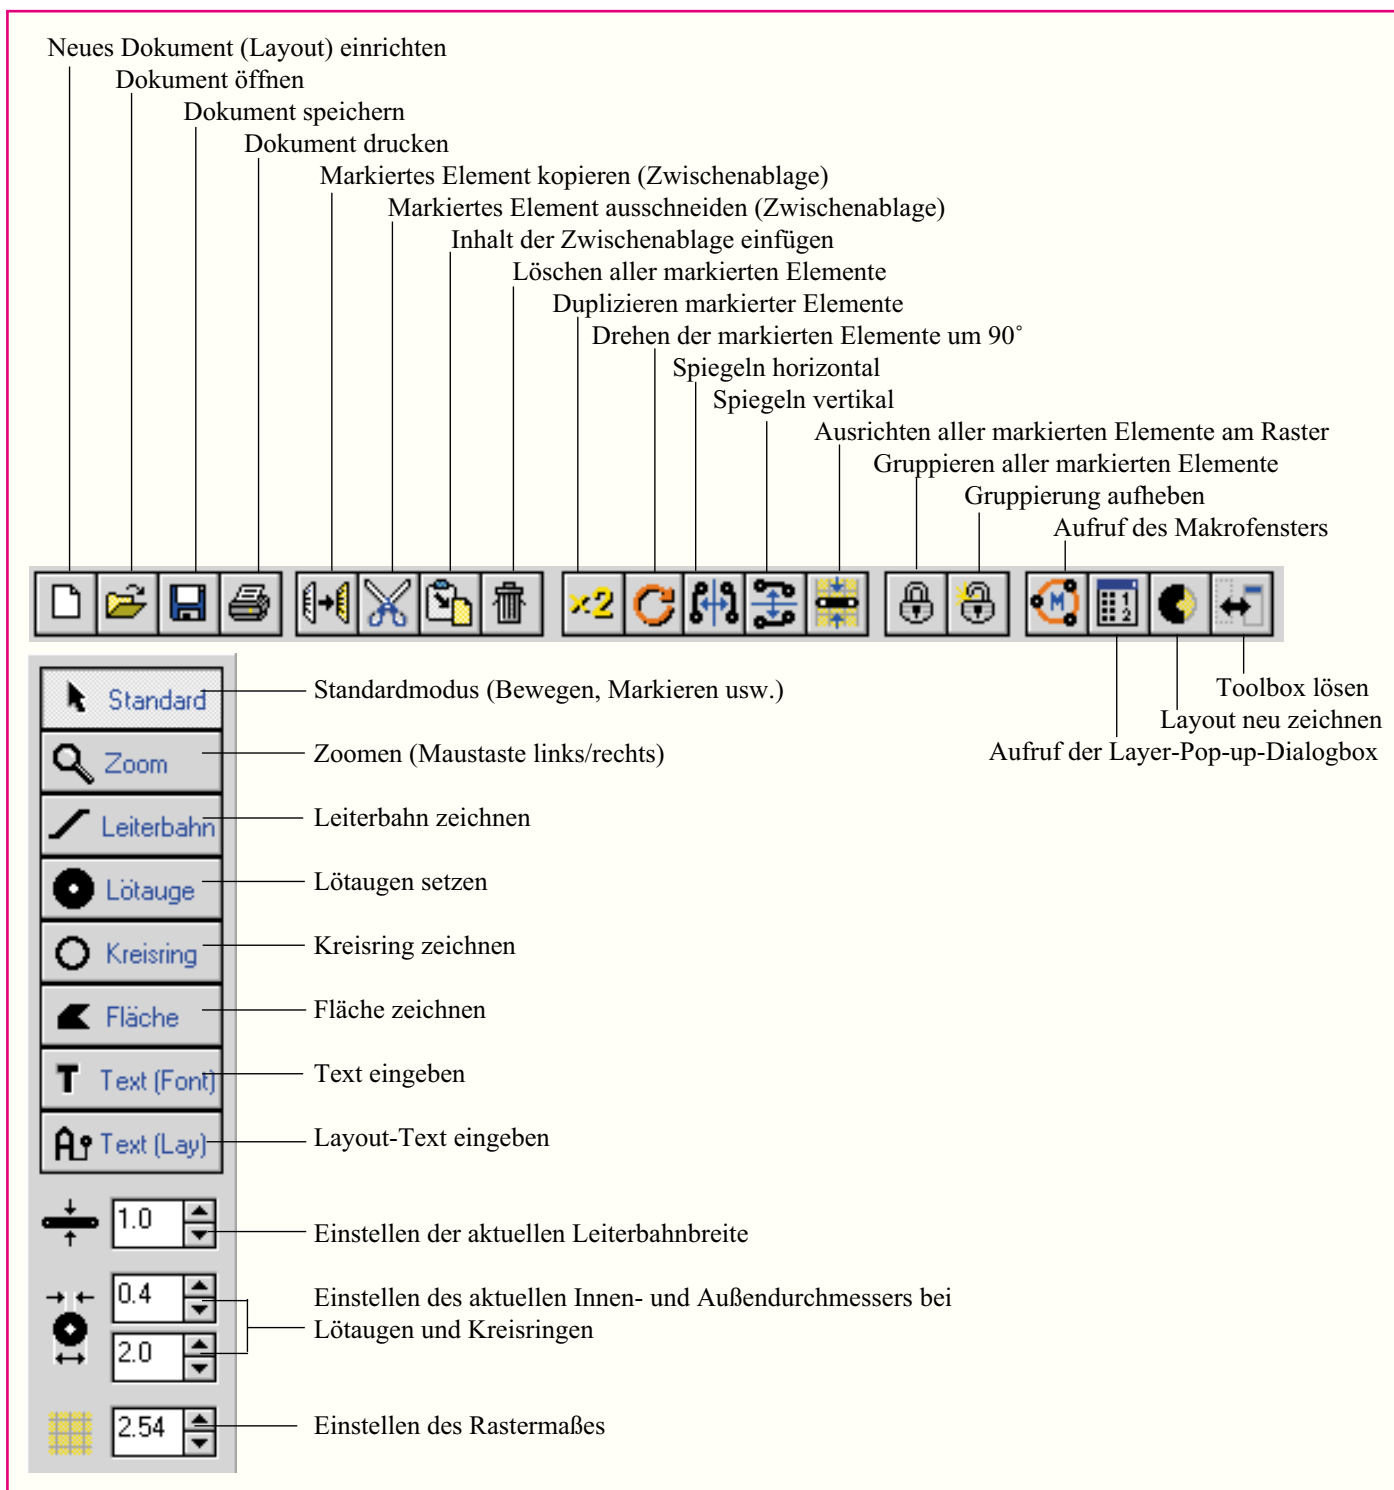 Neues Dokument (Layout) einrichten
Dokument öffnen
Dokument speichern
Dokument drucken
Markiertes Element kopieren (Zwischenablage)
Markiertes Element ausschneiden (Zwischenablage)
Inhalt der Zwischenablage einfügen
Löschen aller markierten Elemente
Duplizieren markierter Elemente
Drehen der markierten Elemente um 90°
Spiegeln horizontal
Spiegeln vertikal
Ausrichten aller markierten Elemente am Raster
Gruppieren aller markierten Elemente
Gruppierung aufheben
Aufruf des Makrofensters
×2
M
1
2
Toolbox lösen
Layout neu zeichnen
Aufruf der Layer-Pop-up-Dialogbox
Standard
Standardmodus (Bewegen, Markieren usw.)
Zoom
Zoomen (Maustaste links/rechts)
Leiterbahn
Leiterbahn zeichnen
Lötauge
Lötaugen setzen
Kreisring
Kreisring zeichnen
Fläche
Fläche zeichnen
T Text (Font)
Text eingeben
A Text (Lay)
Layout-Text eingeben
1.0
Einstellen der aktuellen Leiterbahnbreite
0.4
Einstellen des aktuellen Innen- und Außendurchmessers bei
Lötaugen und Kreisringen
2.0
2.54
Einstellen des Rastermaßes